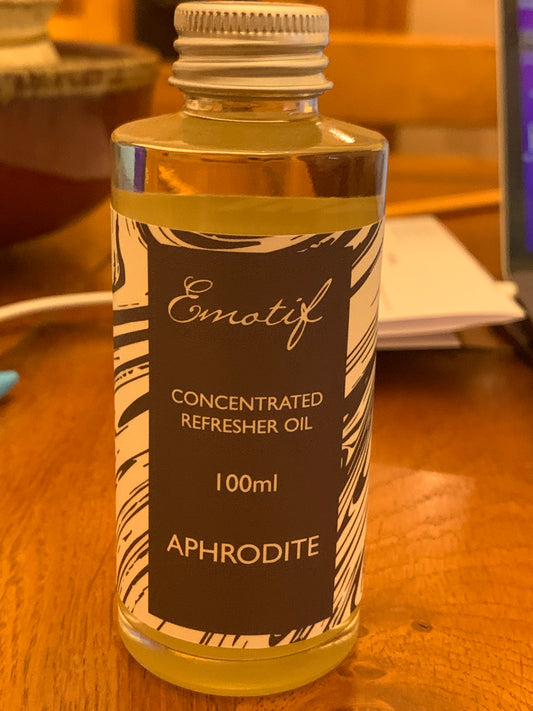 Emotif
CONCENTRATED
REFRESHER OIL
100ml
APHRODITE